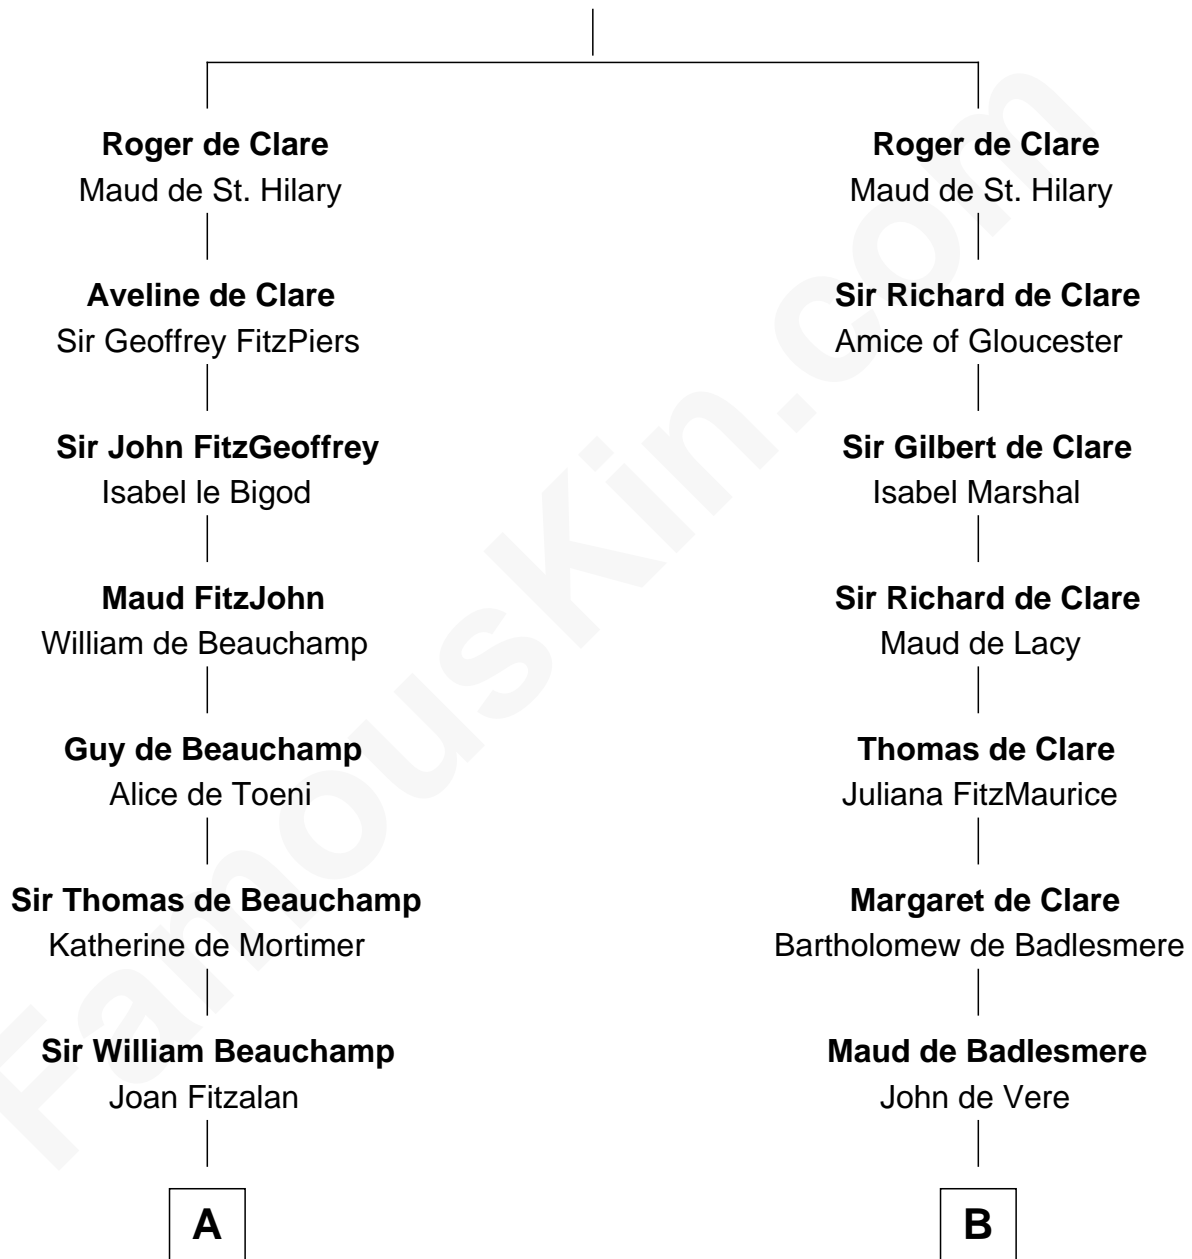 Roger de Clare
Maud de St. Hilary
Aveline de Clare
Sir Geoffrey FitzPiers
Sir John FitzGeoffrey
Isabel le Bigod
Maud FitzJohn
William de Beauchamp
Guy de Beauchamp
Alice de Toeni
Sir Thomas de Beauchamp
Katherine de Mortimer
Sir William Beauchamp
Joan Fitzalan
A
Roger de Clare
Maud de St. Hilary
Sir Richard de Clare
Amice of Gloucester
Sir Gilbert de Clare
Isabel Marshal
Sir Richard de Clare
Maud de Lacy
Thomas de Clare
Juliana FitzMaurice
Margaret de Clare
Bartholomew de Badlesmere
Maud de Badlesmere
John de Vere
B
FamousKin.com